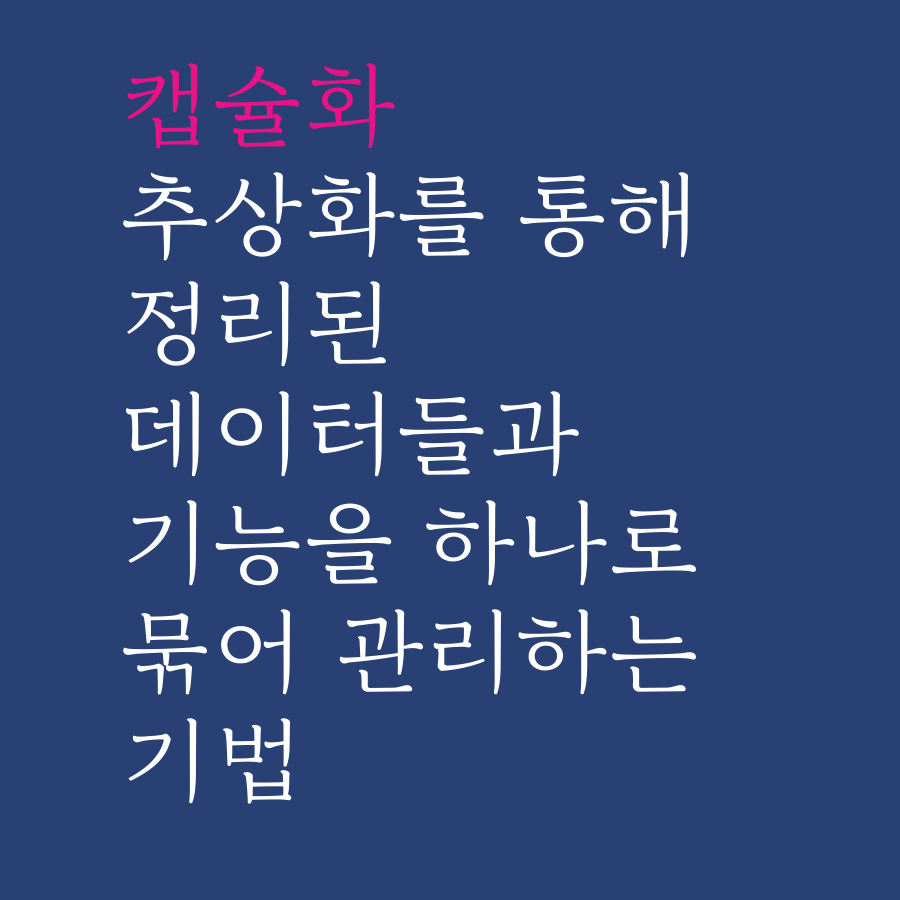 캡슐화
추상화를 통해
정리된
데이터들과
기능을 하나로
묶어 관리하는
기법